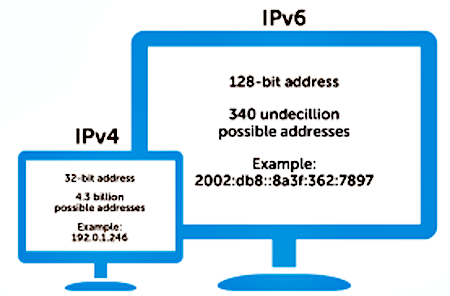 IPv6
128-bit address
340 undecillion
possible addresses
Example:
2002:db8::8a3f:362:7897
IPv4
32-bit address
4.3 billion
possible addresses
Example:
192.0.1.246